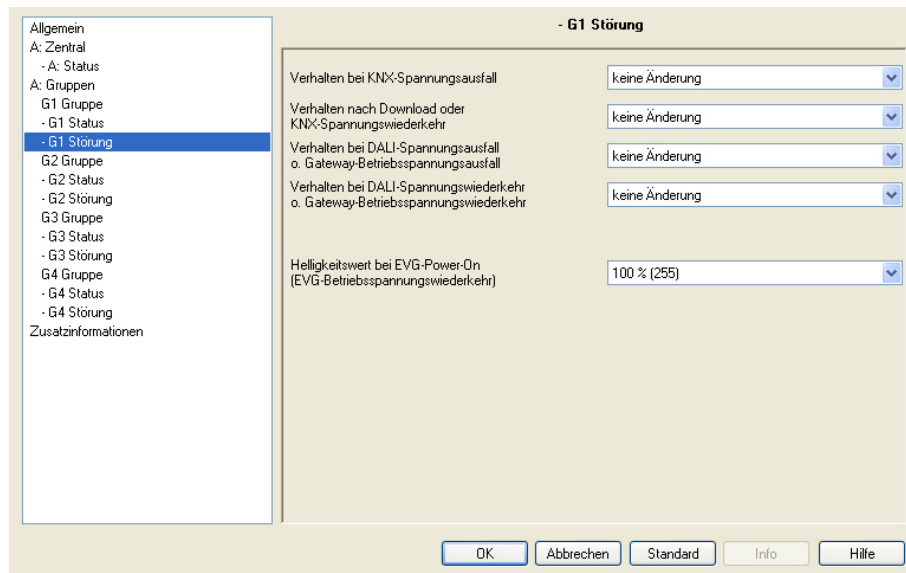 Allgemein
A: Zentral
- A: Status
A: Gruppen
G1 Gruppe
- G1 Status
- G1 Störung
G2 Gruppe
- G2 Status
- G2 Störung
G3 Gruppe
- G3 Status
- G3 Störung
G4 Gruppe
- G4 Status
- G4 Störung
Zusatzinformationen
- G1 Störung
Verhalten bei KNX-Spannungsausfall
keine Änderung
Verhalten nach Download oder
KNX-Spannungswiederkehr
keine Änderung
Verhalten bei DALI-Spannungsausfall
o. Gateway-Betriebsspannungsausfall
keine Änderung
Verhalten bei DALI-Spannungswiederkehr
o. Gateway-Betriebsspannungswiederkehr
keine Änderung
Helligkeitswert bei EVG-Power-On
(EVG-Betriebsspannungswiederkehr)
100 % (255)
OK
Abbrechen
Standard
Info
Hilfe